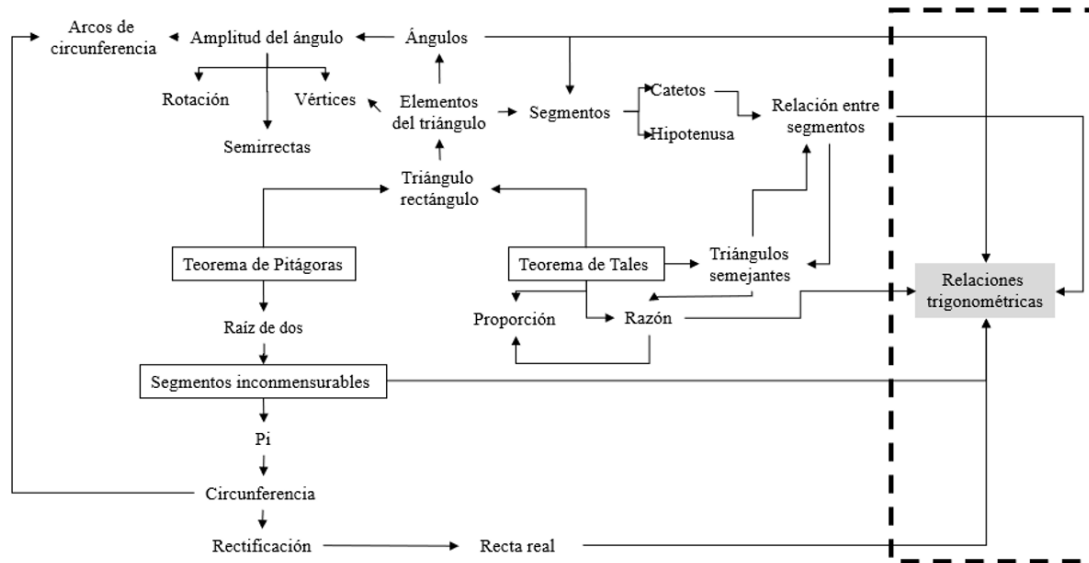 Arcos de
circunferencia
Amplitud del ángulo
Ángulos
Rotación
Vértices
Semirrectas
Elementos
del triángulo
Segmentos
Catetos
Hipotenusa
Relación entre
segmentos
Triángulo
rectángulo
Teorema de Pitágoras
Teorema de Tales
Triángulos
semejantes
Relaciones
trigonométricas
Raíz de dos
Proporción
Razón
Segmentos inconmensurables
Pi
Circunferencia
Rectificación
Recta real